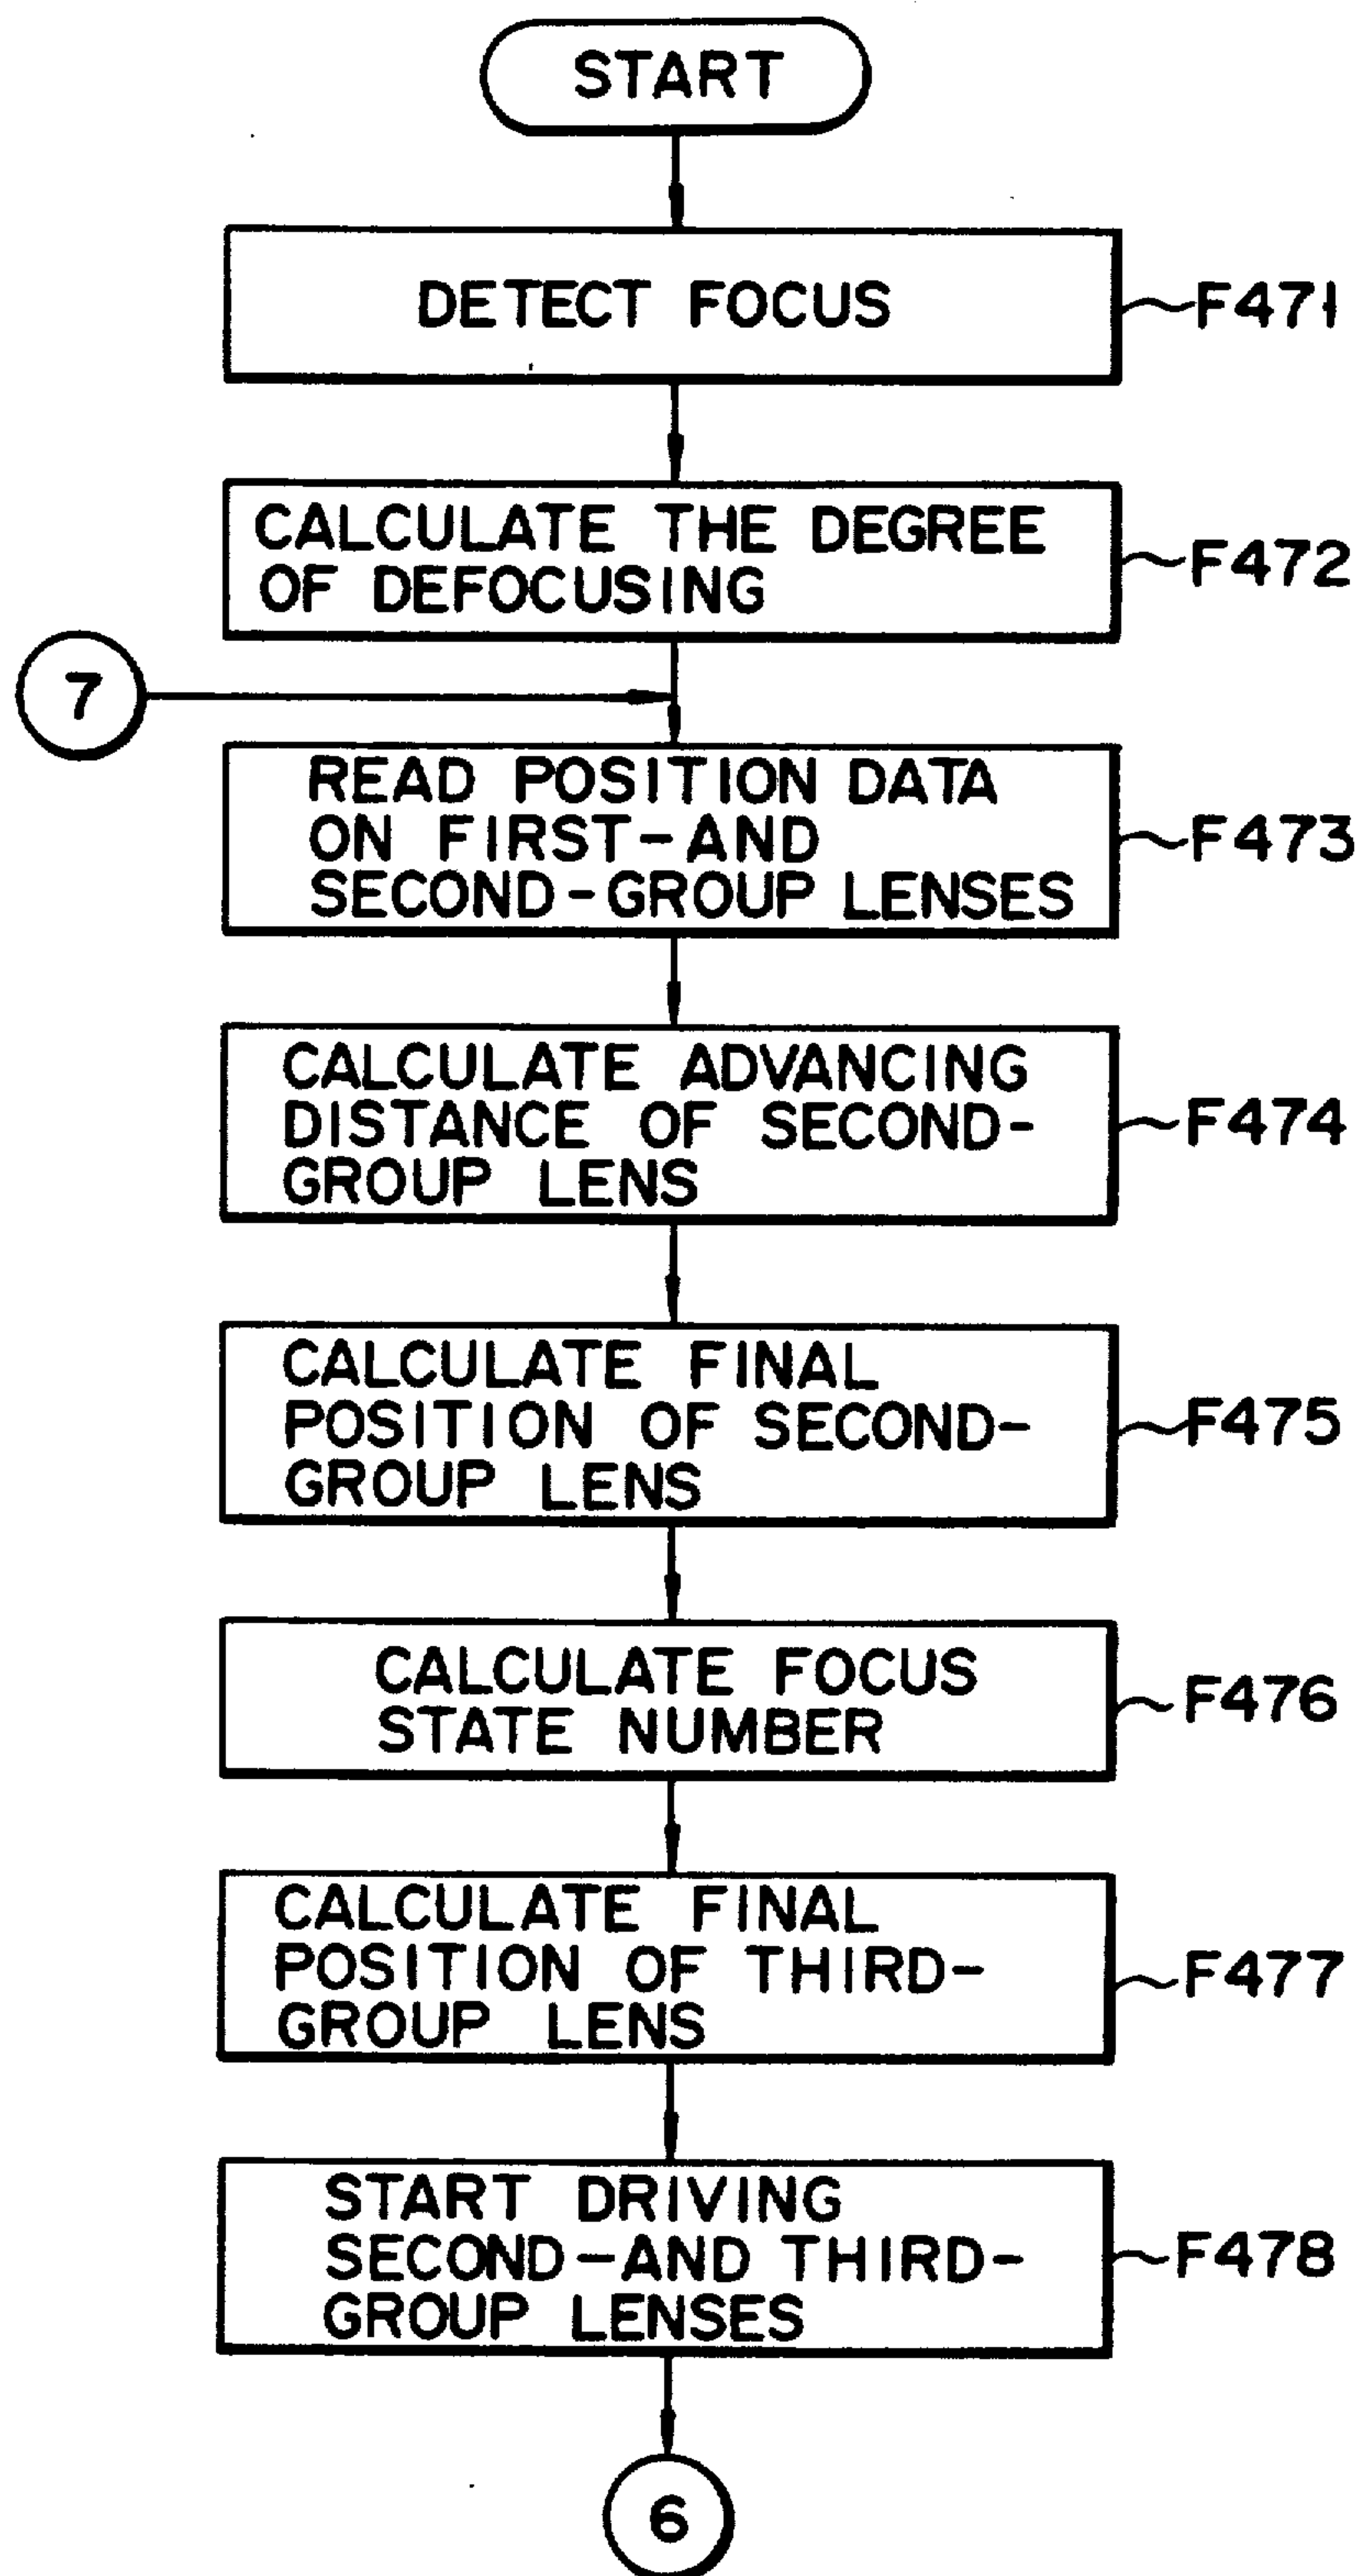 START
DETECT FOCUS
F471
CALCULATE THE DEGREE
OF DEFOCUSING
F472
7
READ POSITION DATA
ON FIRST-AND
SECOND-GROUP LENSES
F473
CALCULATE ADVANCING
DISTANCE OF SECOND-
GROUP LENS
F474
CALCULATE FINAL
POSITION OF SECOND-
GROUP LENS
F475
CALCULATE FOCUS
STATE NUMBER
F476
CALCULATE FINAL
POSITION OF THIRD-
GROUP LENS
F477
START DRIVING
SECOND-AND THIRD-
GROUP LENSES
F478
6